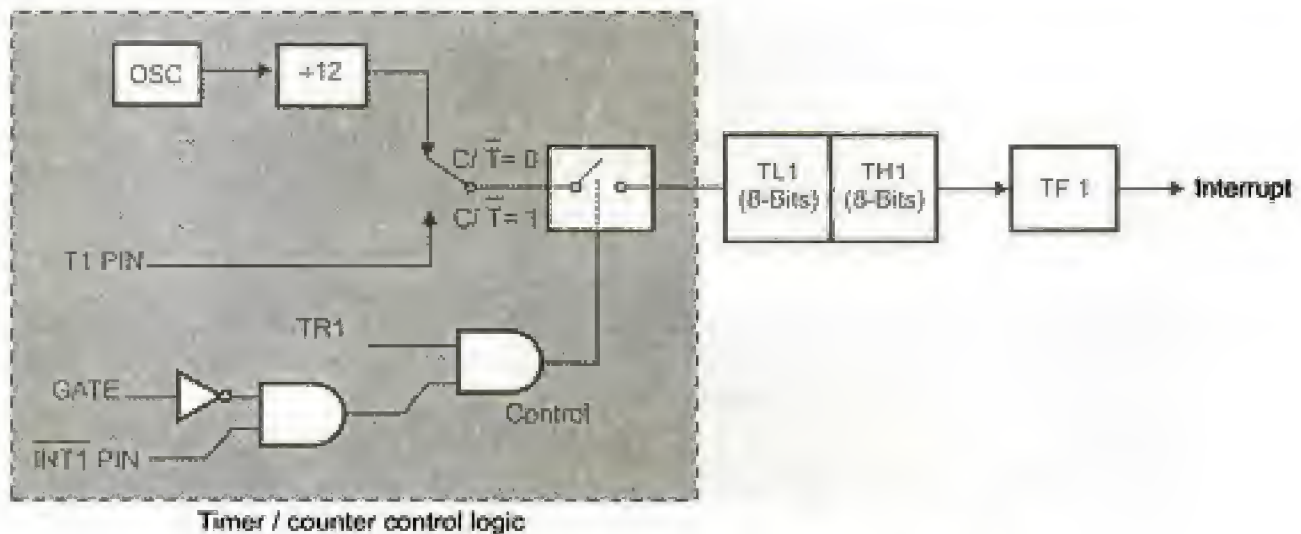 OSC
÷12
C/ T̅= 0
C/ T̅= 1
T1 PIN
TR1
GATE
I̅N̅T̅1̅ PIN
Control
TL1
(8-Bits)
TH1
(8-Bits)
TF 1
Interrupt
Timer / counter control logic